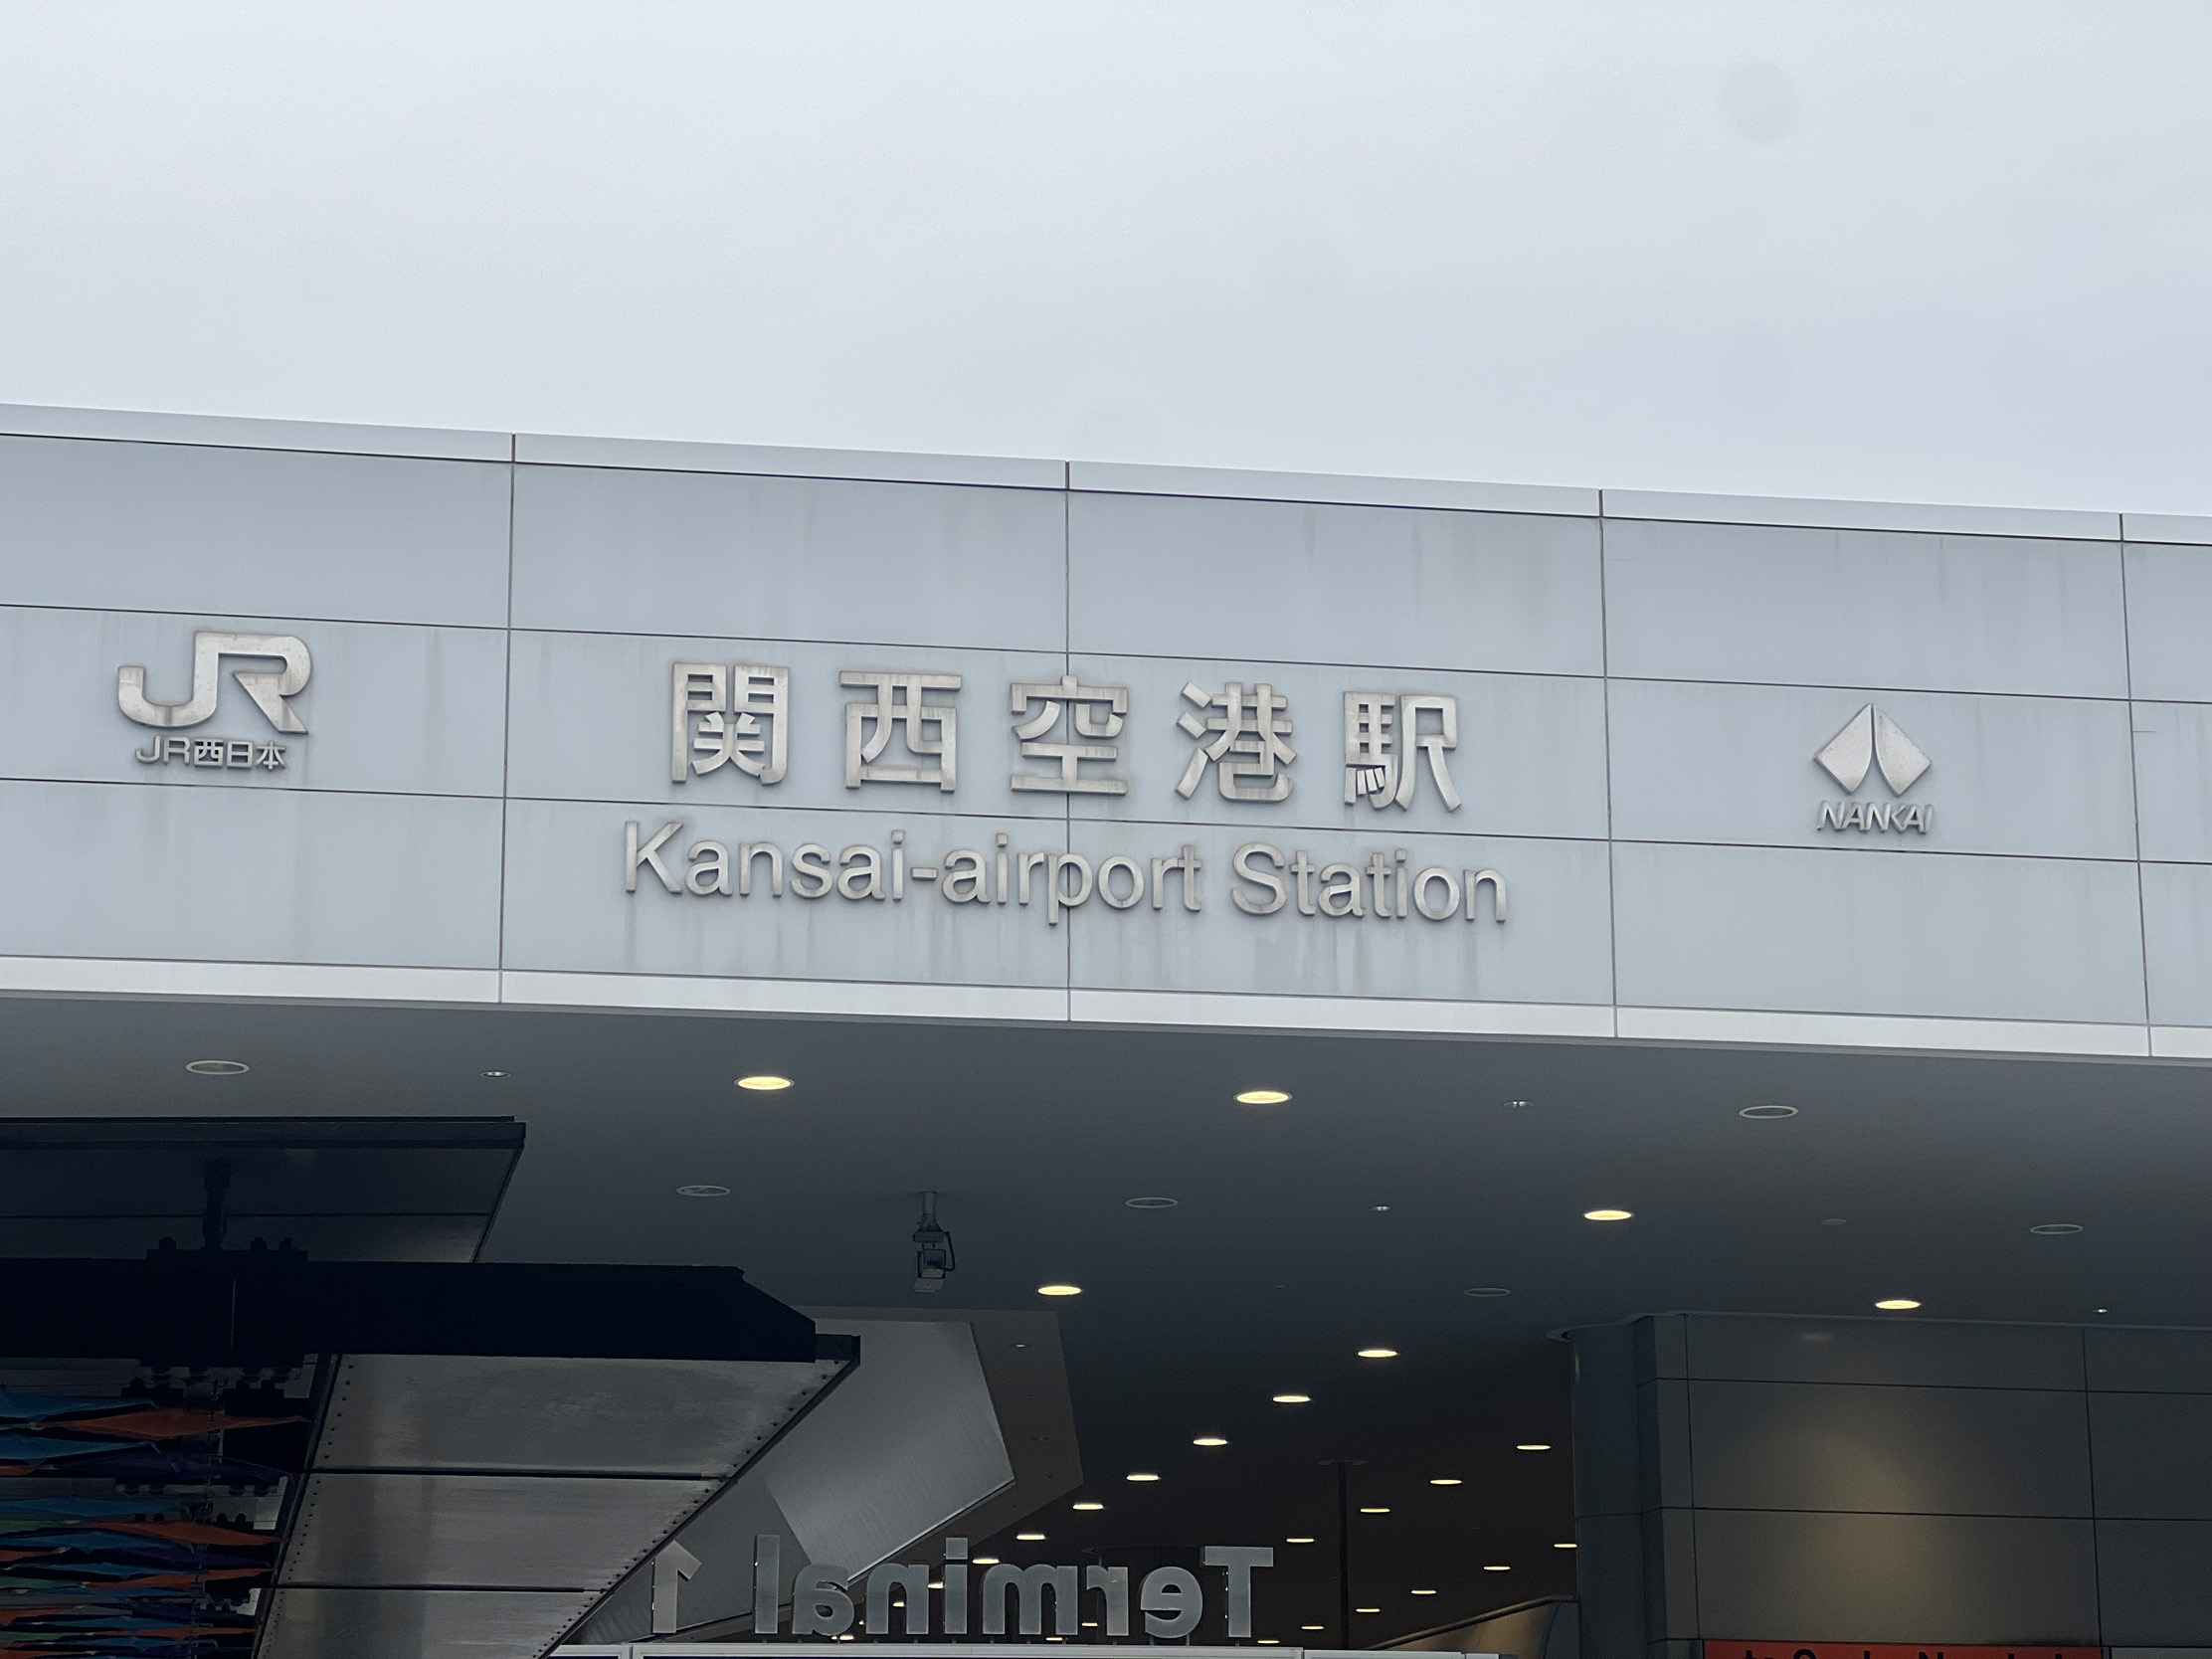 JR
JR西日本
関西空港駅
Kansai-airport Station
NANKAI
Terminal 1